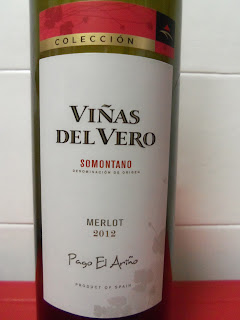 COLECCIÓN
VIÑAS
DEL VERO
SOMONTANO
DENOMINACIÓN DE ORIGEN
MERLOT
2012
Pago El Ariño
PRODUCT OF SPAIN